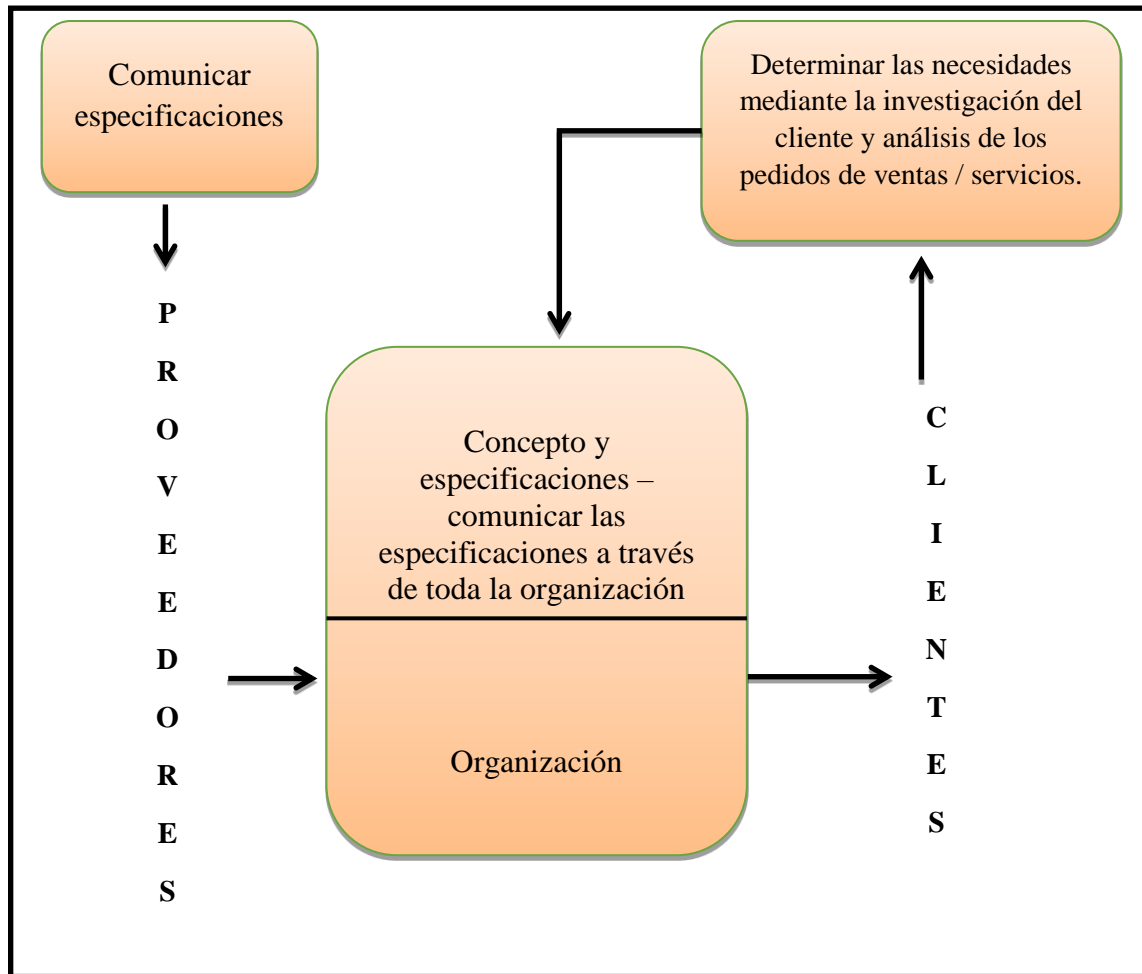 Comunicar
especificaciones
Determinar las necesidades
mediante la investigación del
cliente y análisis de los
pedidos de ventas / servicios.
P
R
O
V
E
E
D
O
R
E
S
Concepto y
especificaciones –
comunicar las
especificaciones a través
de toda la organización
Organización
C
L
I
E
N
T
E
S